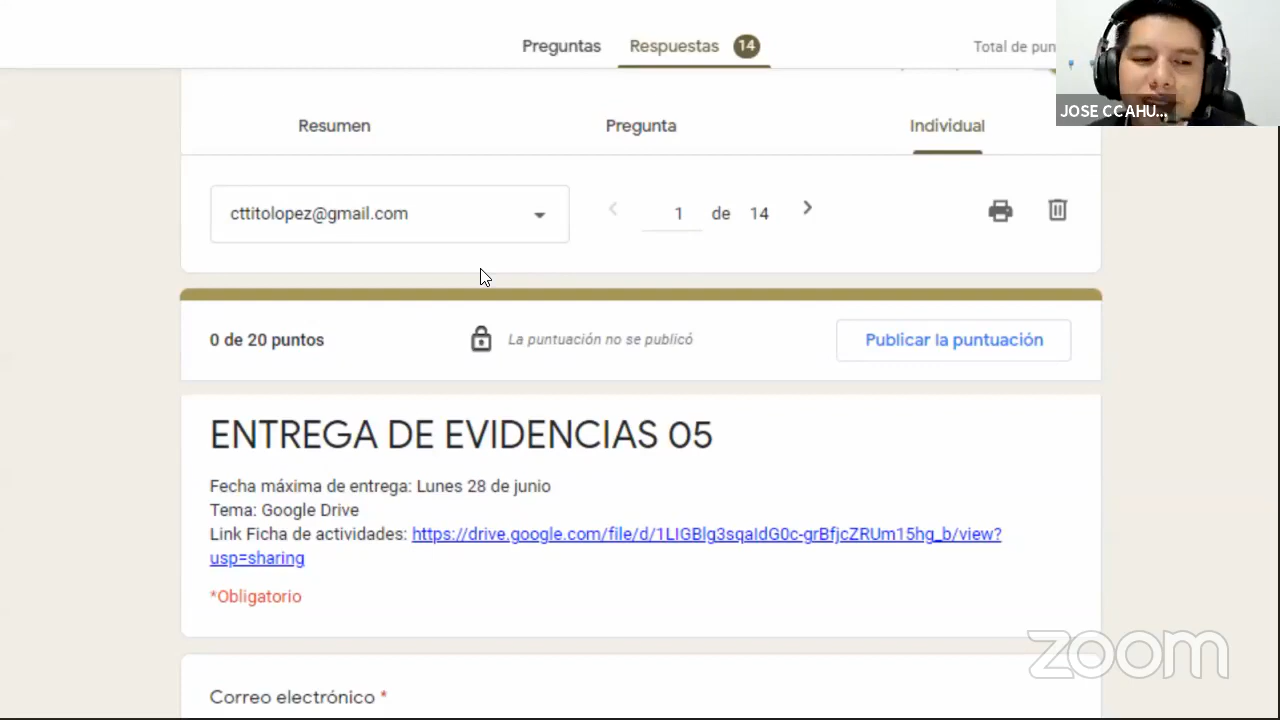 Preguntas Respuestas 14 Total de pun
JOSE CCAHU...
Resumen Pregunta Individual
cttitolopez@gmail.com 1 de 14
0 de 20 puntos La puntuación no se publicó Publicar la puntuación
ENTREGA DE EVIDENCIAS 05
Fecha máxima de entrega: Lunes 28 de junio
Tema: Google Drive
Link Ficha de actividades: https://drive.google.com/file/d/1LIGBlg3sqaIdG0c-grBfjcZRUm15hg_b/view?
usp=sharing
*Obligatorio
zoom
Correo electrónico *